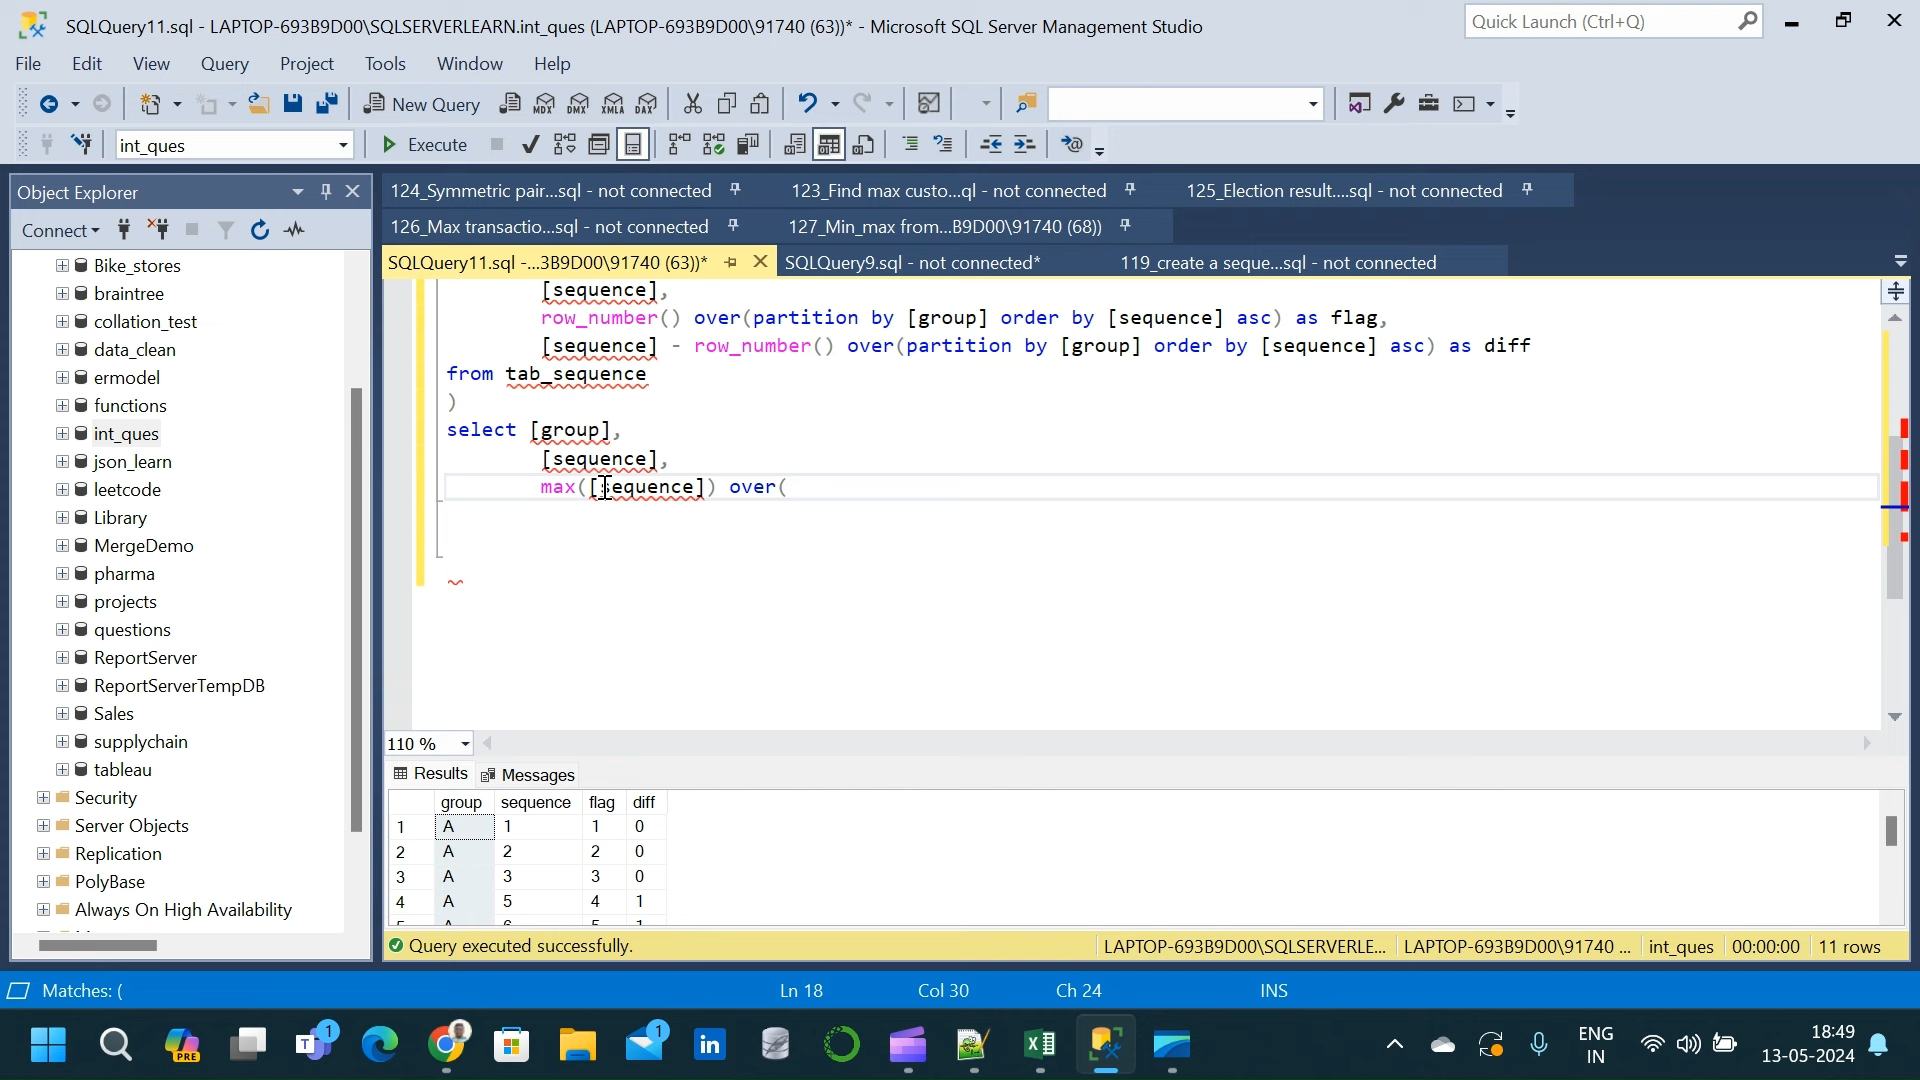 SQLQuery11.sql - LAPTOP-693B9D00\SQLSERVERLEARN.int_ques (LAPTOP-693B9D00\91740 (63))* - Microsoft SQL Server Management Studio
Quick Launch (Ctrl+Q)
File Edit View Query Project Tools Window Help
New Query MDX DMX XMLA DAX
int_ques Execute
Object Explorer
Connect
Bike_stores
braintree
collation_test
data_clean
ermodel
functions
int_ques
json_learn
leetcode
Library
MergeDemo
pharma
projects
questions
ReportServer
ReportServerTempDB
Sales
supplychain
tableau
Security
Server Objects
Replication
PolyBase
Always On High Availability
124_Symmetric pair...sql - not connected 123_Find max custo...ql - not connected 125_Election result....sql - not connected
126_Max transactio...sql - not connected 127_Min_max from...B9D00\91740 (68))
SQLQuery11.sql -...3B9D00\91740 (63))* SQLQuery9.sql - not connected* 119_create a seque...sql - not connected
[sequence],
row_number() over(partition by [group] order by [sequence] asc) as flag,
[sequence] - row_number() over(partition by [group] order by [sequence] asc) as diff
from tab_sequence
)
select [group],
[sequence],
max([sequence]) over(
110 %
Results Messages
group sequence flag diff
1 A 1 1 0
2 A 2 2 0
3 A 3 3 0
4 A 5 4 1
Query executed successfully. LAPTOP-693B9D00\SQLSERVERLE... LAPTOP-693B9D00\91740 ... int_ques 00:00:00 11 rows
Matches: ( Ln 18 Col 30 Ch 24 INS
PRE 1 1 in
ENG
IN
18:49
13-05-2024